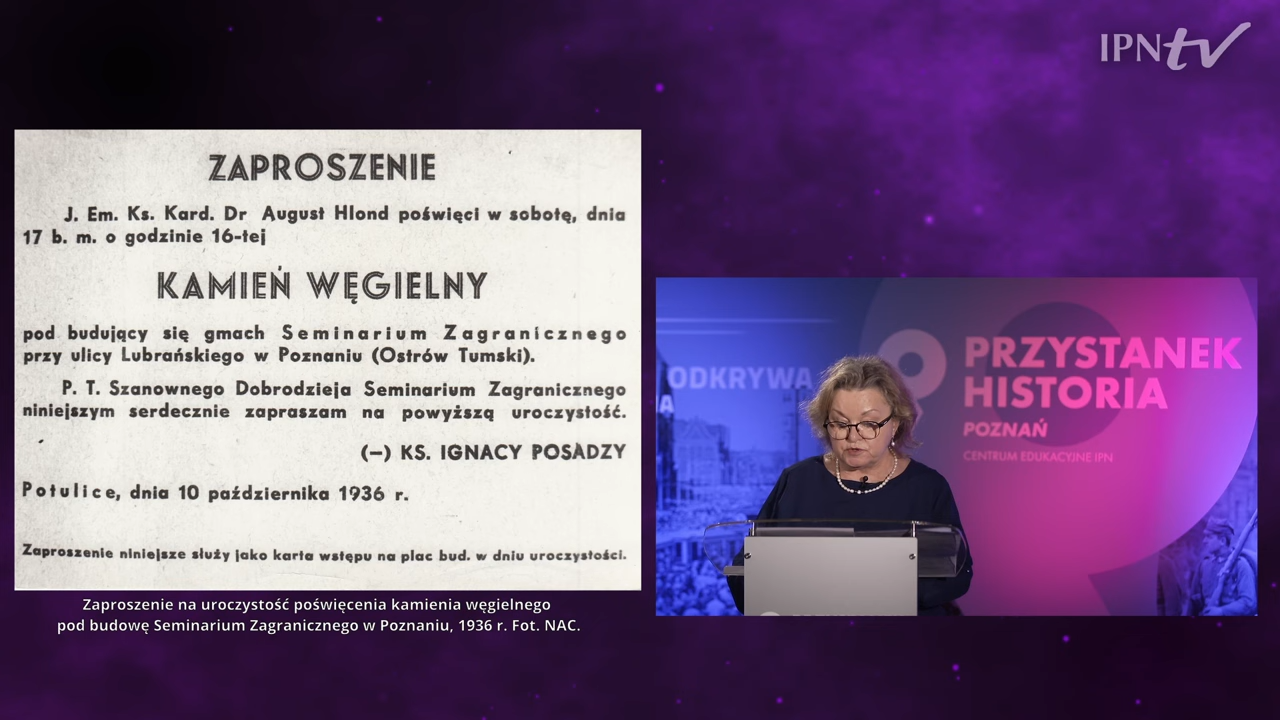 IPNtv
ZAPROSZENIE
J. Em. Ks. Kard. Dr August Hlond poświęci w sobotę, dnia
17 b. m. o godzinie 16-tej
KAMIEŃ WĘGIELNY
pod budujący się gmach Seminarium Zagranicznego
przy ulicy Lubrańskiego w Poznaniu (Ostrów Tumski).
P. T. Szanownego Dobrodzieja Seminarium Zagranicznego
niniejszym serdecznie zapraszam na powyższą uroczystość.
(—) KS. IGNACY POSADZY
Potulice, dnia 10 października 1936 r.
Zaproszenie niniejsze służy jako karta wstępu na plac bud. w dniu uroczystości.
Zaproszenie na uroczystość poświęcenia kamienia węgielnego
pod budowę Seminarium Zagranicznego w Poznaniu, 1936 r. Fot. NAC.
ODKRYWA
PRZYSTANEK
HISTORIA
POZNAŃ
CENTRUM EDUKACYJNE IPN